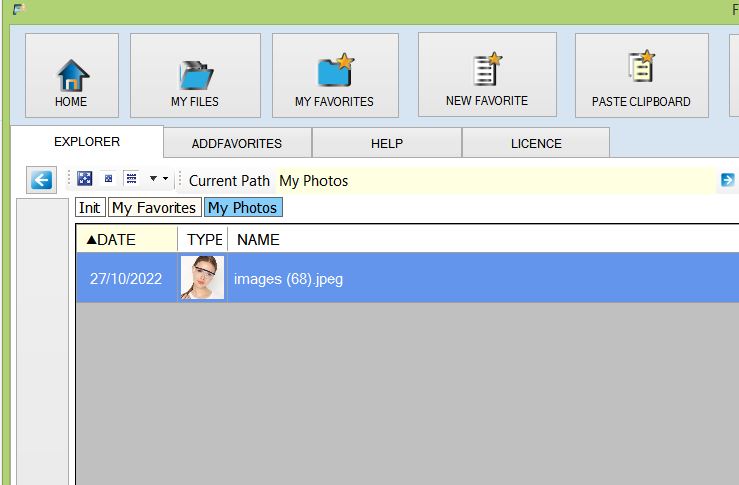 F
HOME
MY FILES
MY FAVORITES
NEW FAVORITE
PASTE CLIPBOARD
EXPLORER
ADDFAVORITES
HELP
LICENCE
Current Path My Photos
Init My Favorites My Photos
▲DATE TYPE NAME
27/10/2022 images (68).jpeg